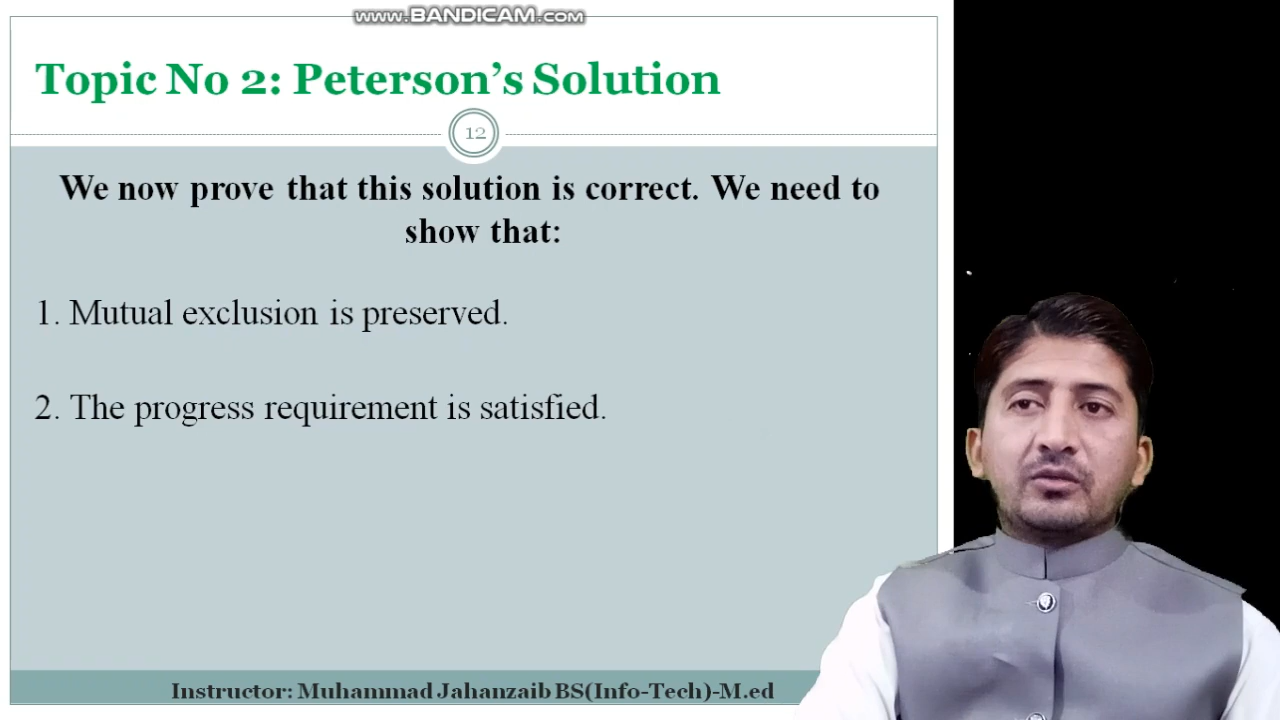 www.BANDICAM.com
Topic No 2: Peterson’s Solution
12
We now prove that this solution is correct. We need to
show that:
1. Mutual exclusion is preserved.
2. The progress requirement is satisfied.
Instructor: Muhammad Jahanzaib BS(Info-Tech)-M.ed